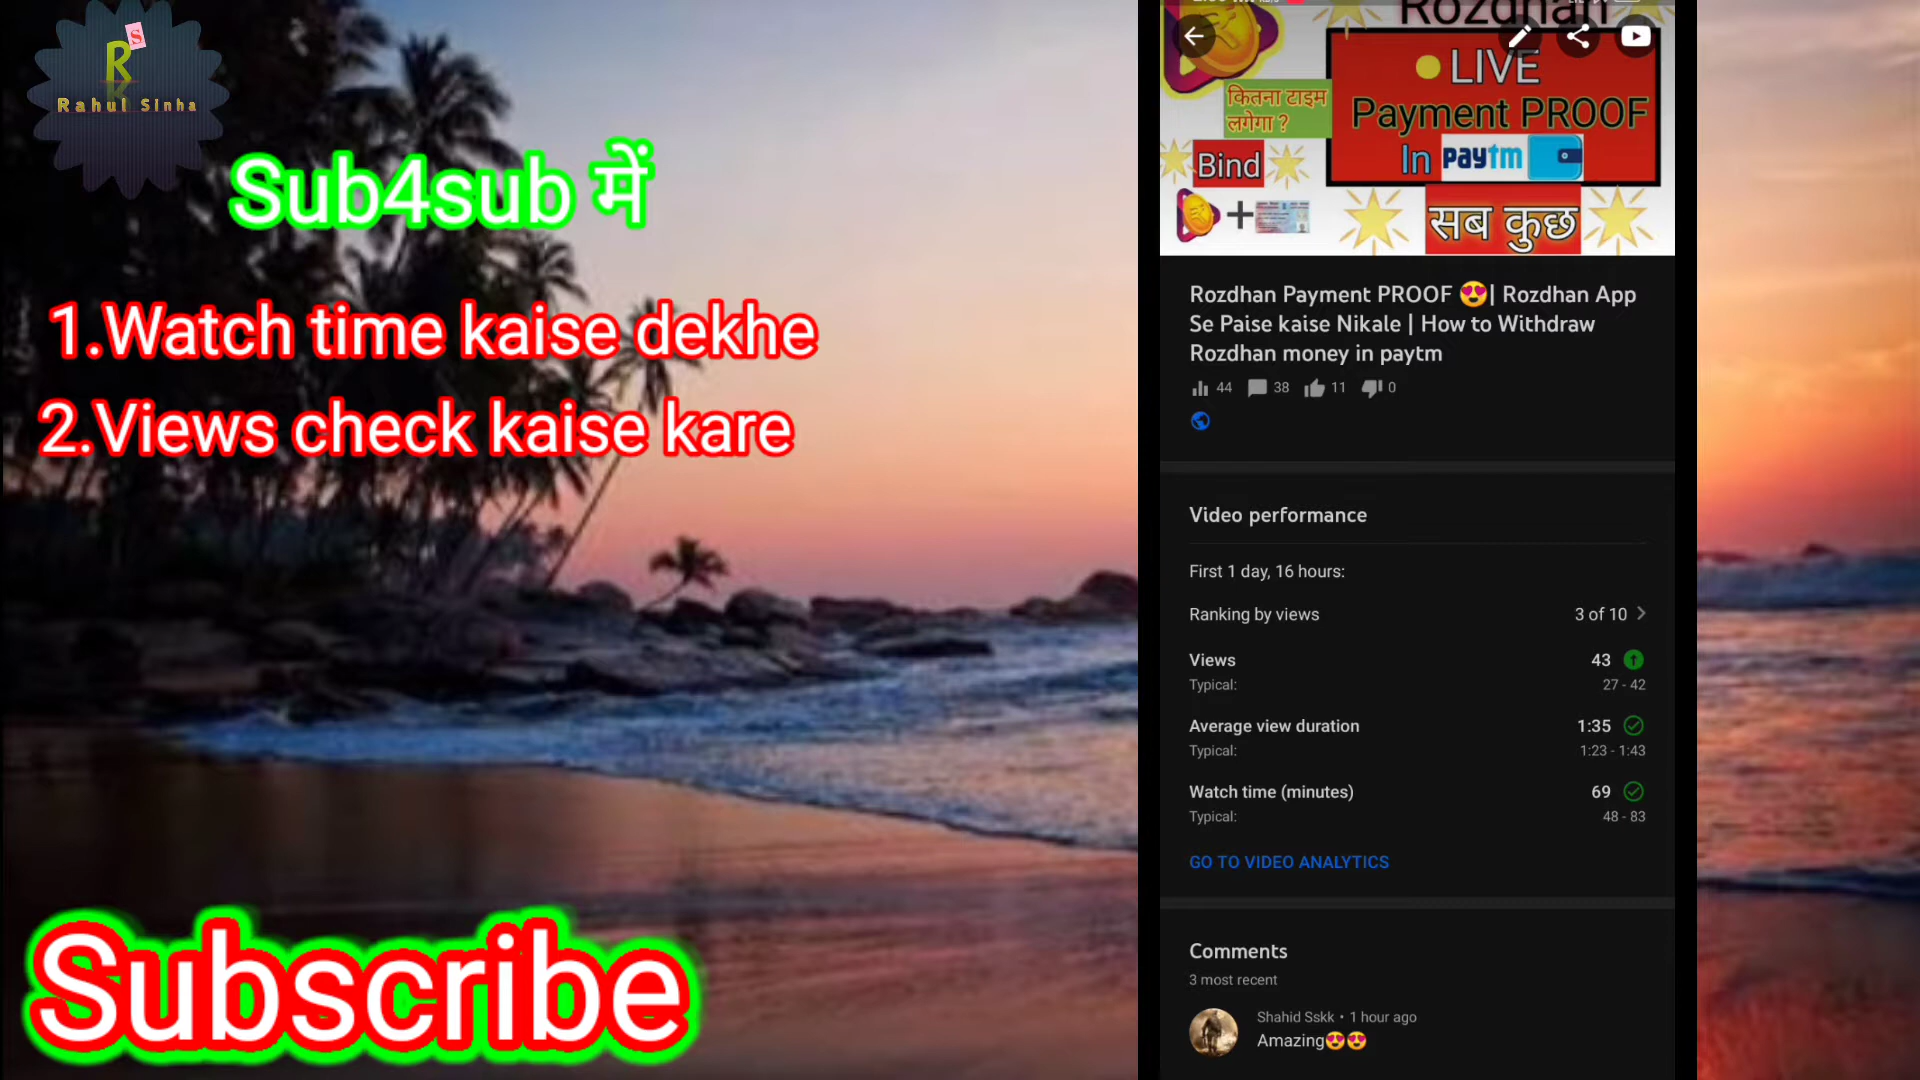 S
R
K
Rahul Sinha
Sub4sub में
1.Watch time kaise dekhe
2.Views check kaise kare
Subscribe
Rozdhan
LIVE
कितना टाइम
लगेगा ?
Payment PROOF
In paytm
Bind
+
सब कुछ
Rozdhan Payment PROOF 😍| Rozdhan App
Se Paise kaise Nikale | How to Withdraw
Rozdhan money in paytm
44 38 11 0
Video performance
First 1 day, 16 hours:
Ranking by views 3 of 10
Views 43
Typical: 27 - 42
Average view duration 1:35
Typical: 1:23 - 1:43
Watch time (minutes) 69
Typical: 48 - 83
GO TO VIDEO ANALYTICS
Comments
3 most recent
Shahid Sskk • 1 hour ago
Amazing😍😍